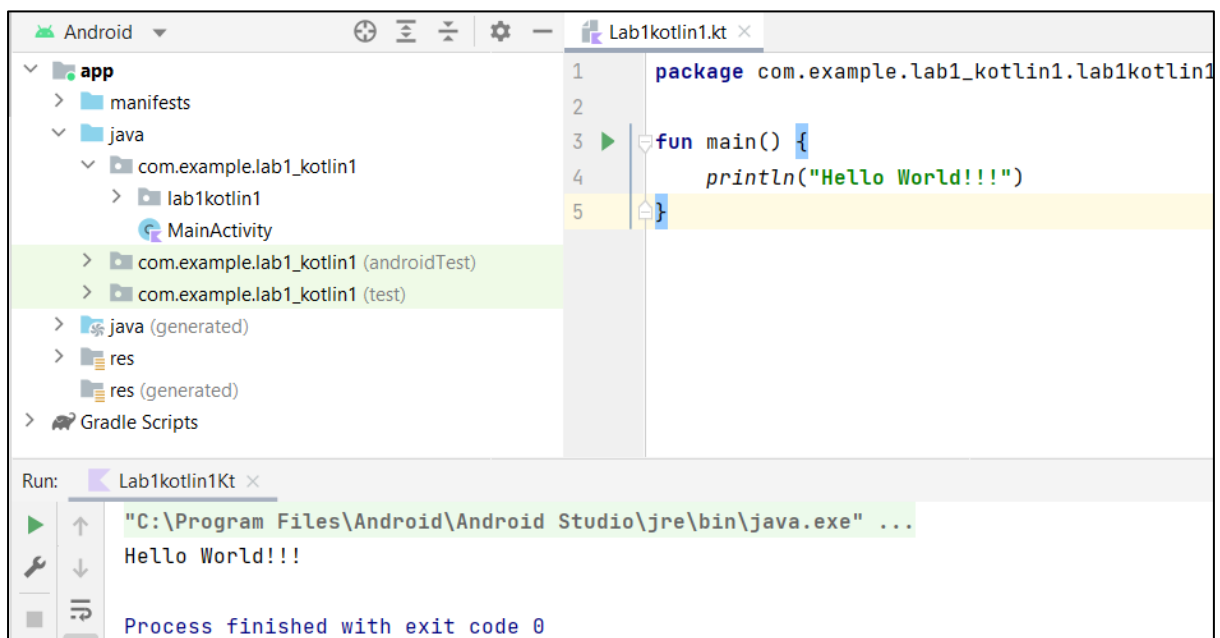 Android
app
manifests
java
com.example.lab1_kotlin1
lab1kotlin1
MainActivity
com.example.lab1_kotlin1 (androidTest)
com.example.lab1_kotlin1 (test)
java (generated)
res
res (generated)
Gradle Scripts
Lab1kotlin1.kt
1 package com.example.lab1_kotlin1.lab1kotlin1
2
3 fun main() {
4 println("Hello World!!!")
5 }
Run: Lab1kotlin1Kt
"C:\Program Files\Android\Android Studio\jre\bin\java.exe" ...
Hello World!!!
Process finished with exit code 0